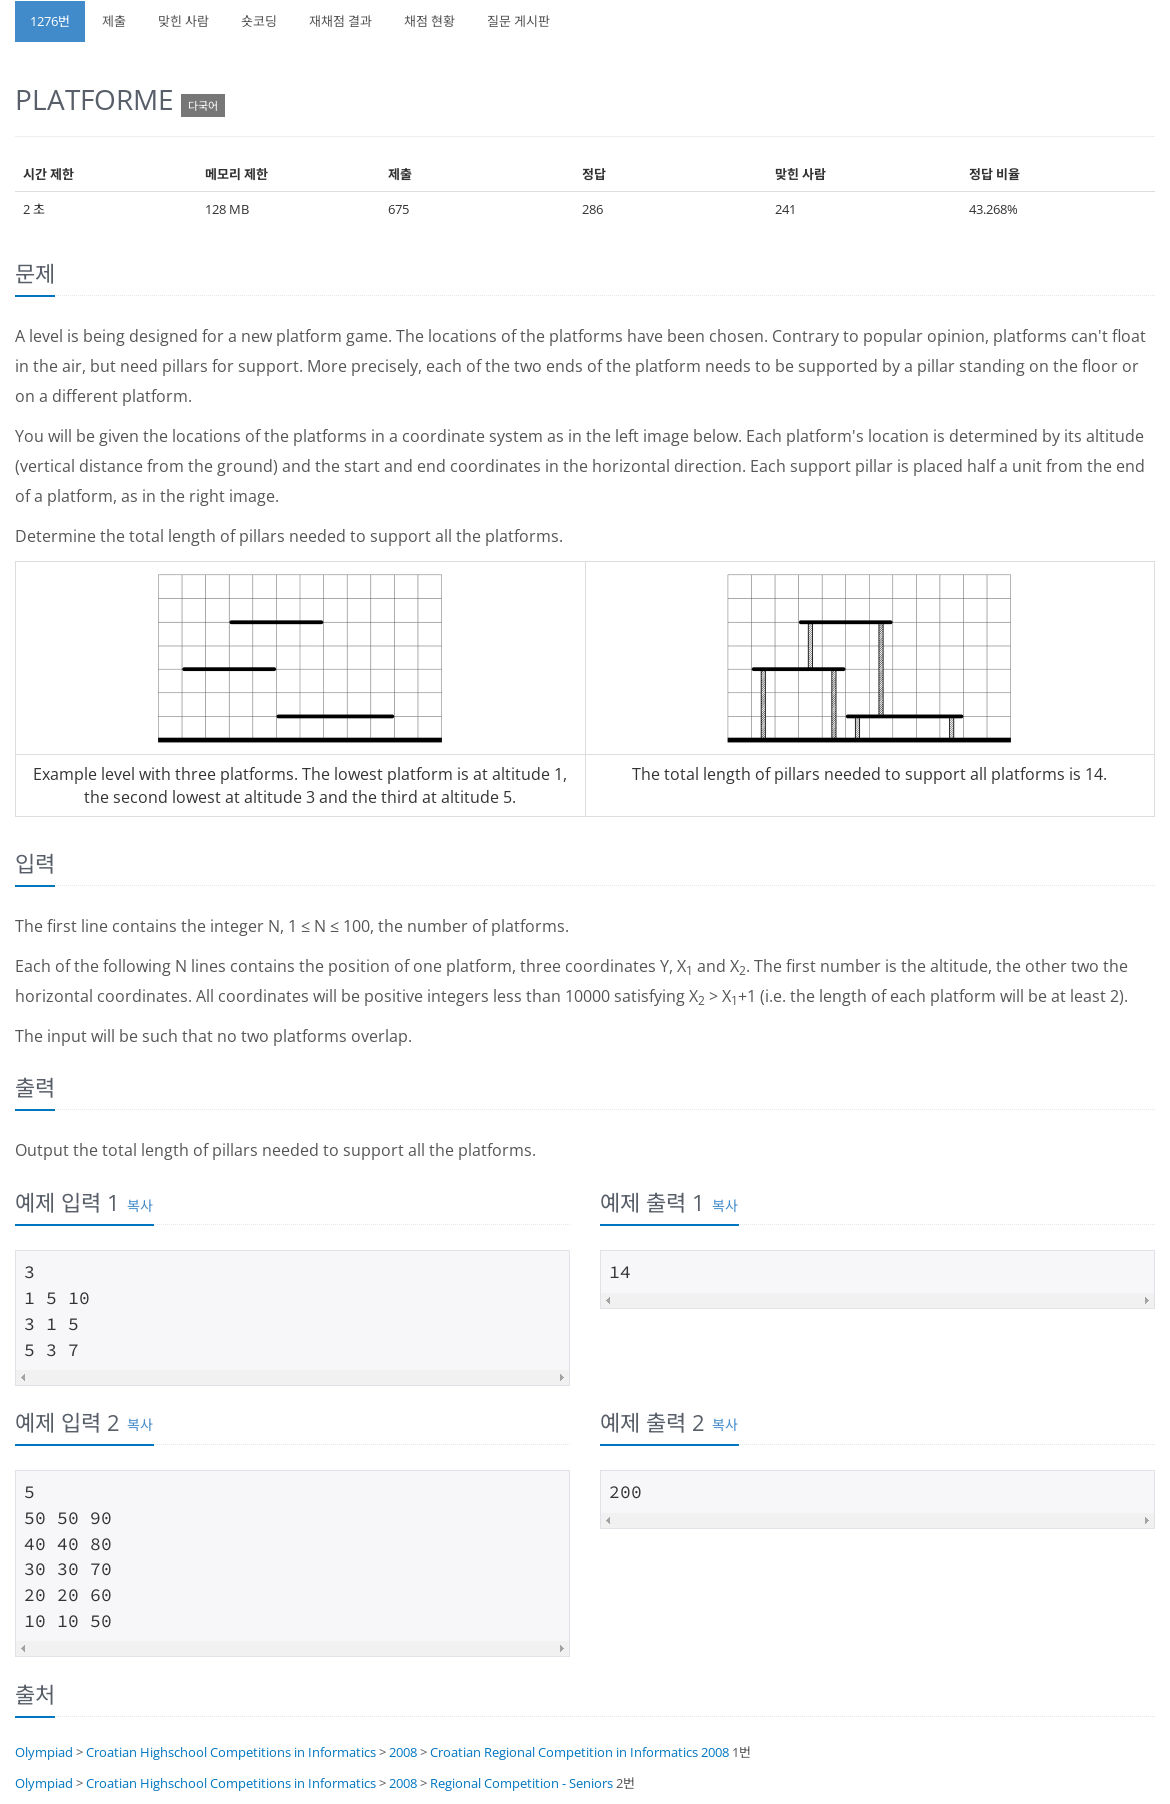 1276번 제출 맞힌 사람 숏코딩 재채점 결과 채점 현황 질문 게시판
PLATFORME 다국어
시간 제한 메모리 제한 제출 정답 맞힌 사람 정답 비율
2 초 128 MB 675 286 241 43.268%
문제
A level is being designed for a new platform game. The locations of the platforms have been chosen. Contrary to popular opinion, platforms can't float
in the air, but need pillars for support. More precisely, each of the two ends of the platform needs to be supported by a pillar standing on the floor or
on a different platform.
You will be given the locations of the platforms in a coordinate system as in the left image below. Each platform's location is determined by its altitude
(vertical distance from the ground) and the start and end coordinates in the horizontal direction. Each support pillar is placed half a unit from the end
of a platform, as in the right image.
Determine the total length of pillars needed to support all the platforms.
Example level with three platforms. The lowest platform is at altitude 1,
the second lowest at altitude 3 and the third at altitude 5.
The total length of pillars needed to support all platforms is 14.
입력
The first line contains the integer N, 1 ≤ N ≤ 100, the number of platforms.
Each of the following N lines contains the position of one platform, three coordinates Y, X1 and X2. The first number is the altitude, the other two the
horizontal coordinates. All coordinates will be positive integers less than 10000 satisfying X2 > X1+1 (i.e. the length of each platform will be at least 2).
The input will be such that no two platforms overlap.
출력
Output the total length of pillars needed to support all the platforms.
예제 입력 1 복사
3
1 5 10
3 1 5
5 3 7
예제 출력 1 복사
14
예제 입력 2 복사
5
50 50 90
40 40 80
30 30 70
20 20 60
10 10 50
예제 출력 2 복사
200
출처
Olympiad > Croatian Highschool Competitions in Informatics > 2008 > Croatian Regional Competition in Informatics 2008 1번
Olympiad > Croatian Highschool Competitions in Informatics > 2008 > Regional Competition - Seniors 2번